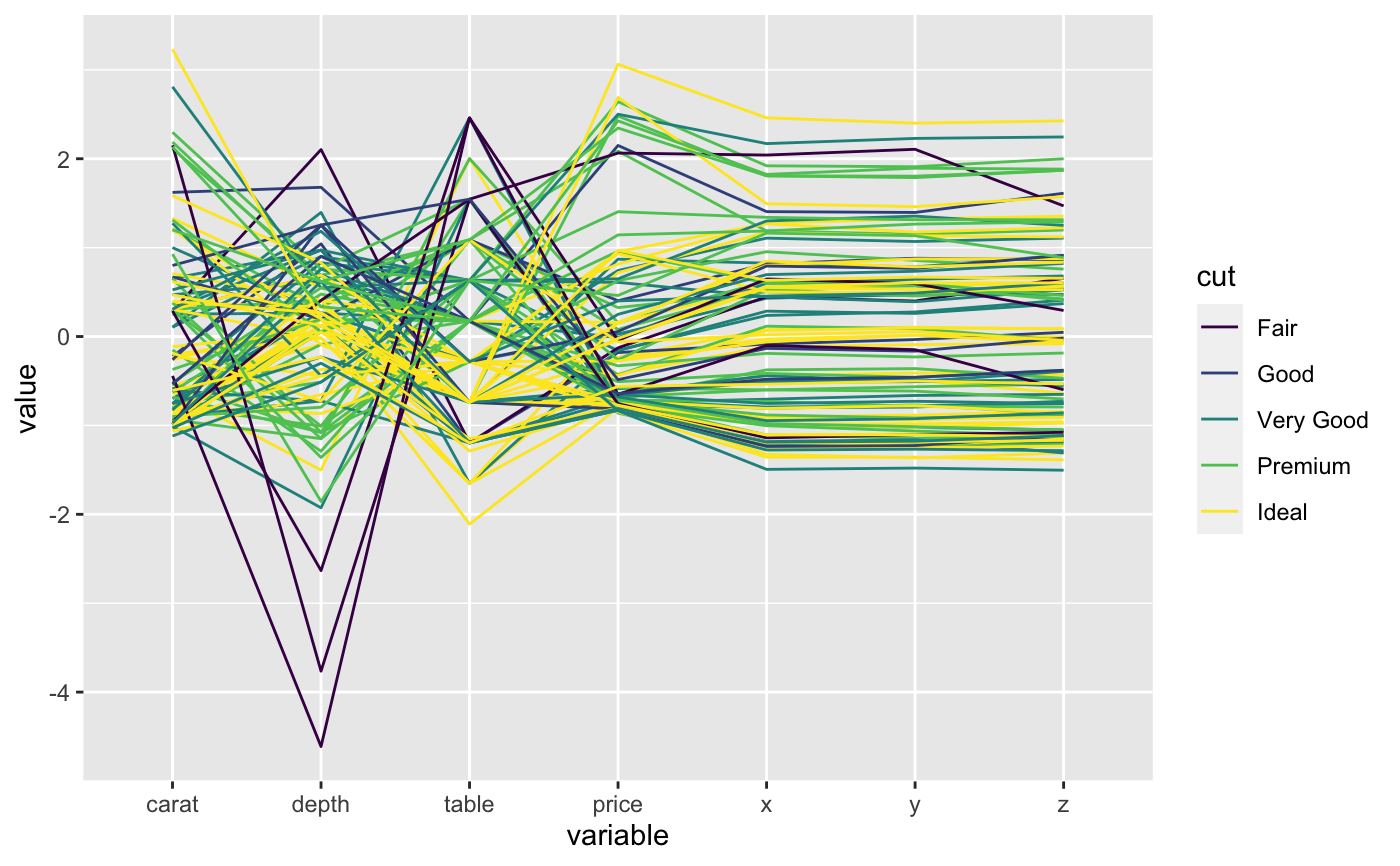 2
0
-2
-4
value
carat depth table price x y z
variable
cut
Fair
Good
Very Good
Premium
Ideal